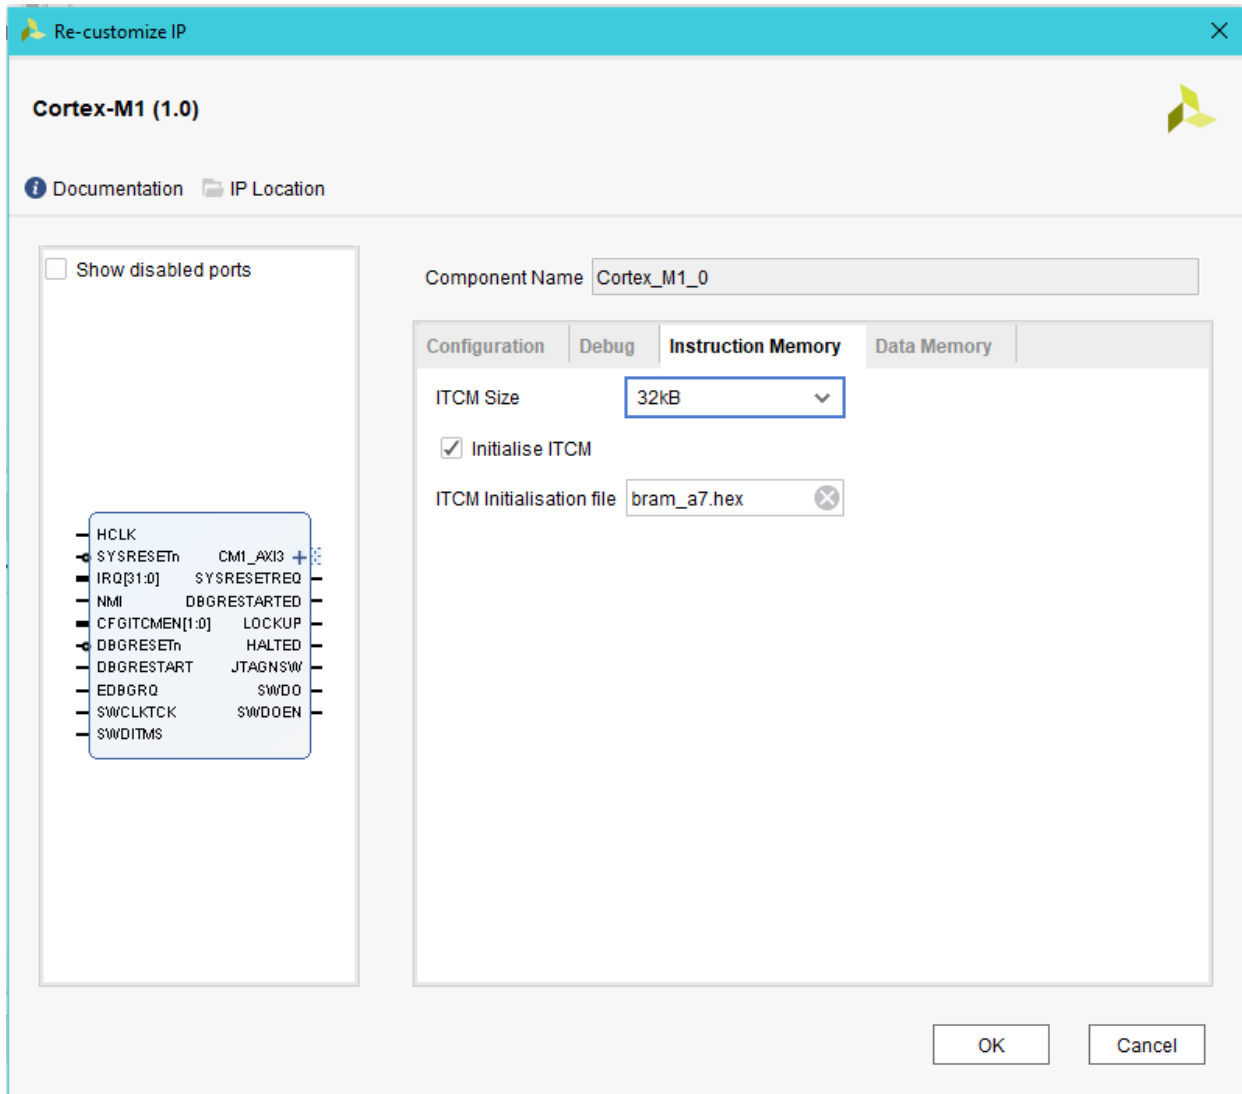 Re-customize IP
Cortex-M1 (1.0)
Documentation IP Location
Show disabled ports
Component Name Cortex_M1_0
Configuration Debug Instruction Memory Data Memory
ITCM Size 32kB
Initialise ITCM
ITCM Initialisation file bram_a7.hex
HCLK
SYSRESETn CM1_AXI3
IRQ[31:0] SYSRESETREQ
NMI DBGRESTARTED
CFGITCMEN[1:0] LOCKUP
DBGRESETn HALTED
DBGRESTART JTAGNSW
EDBGRQ SWDO
SWCLKTCK SWDOEN
SWDITMS
OK Cancel